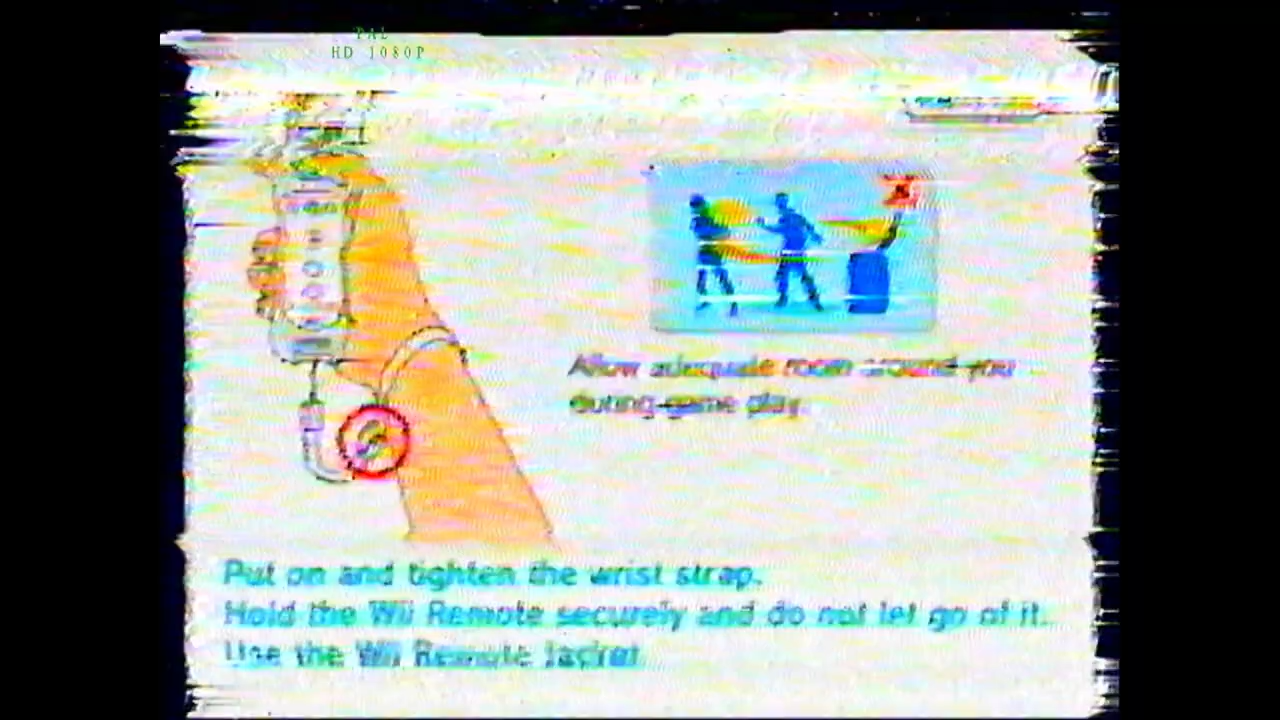 PAL
HD 1080P
Allow adequate room around you
during game play.
Put on and tighten the wrist strap.
Hold the Wii Remote securely and do not let go of it.
Use the Wii Remote Jacket